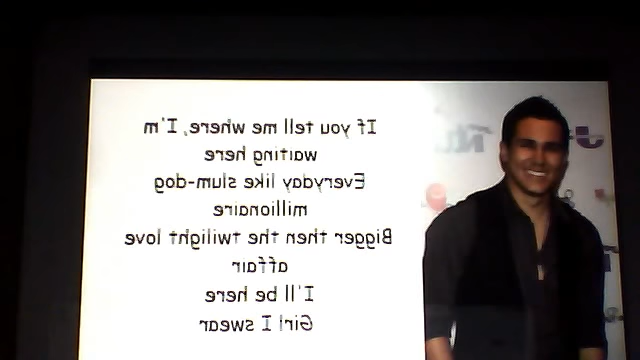 If you tell me where, I'm
waiting here
Everyday like slum-dog
millionaire
Bigger then the twilight love
affair
I'll be here
Girl I swear